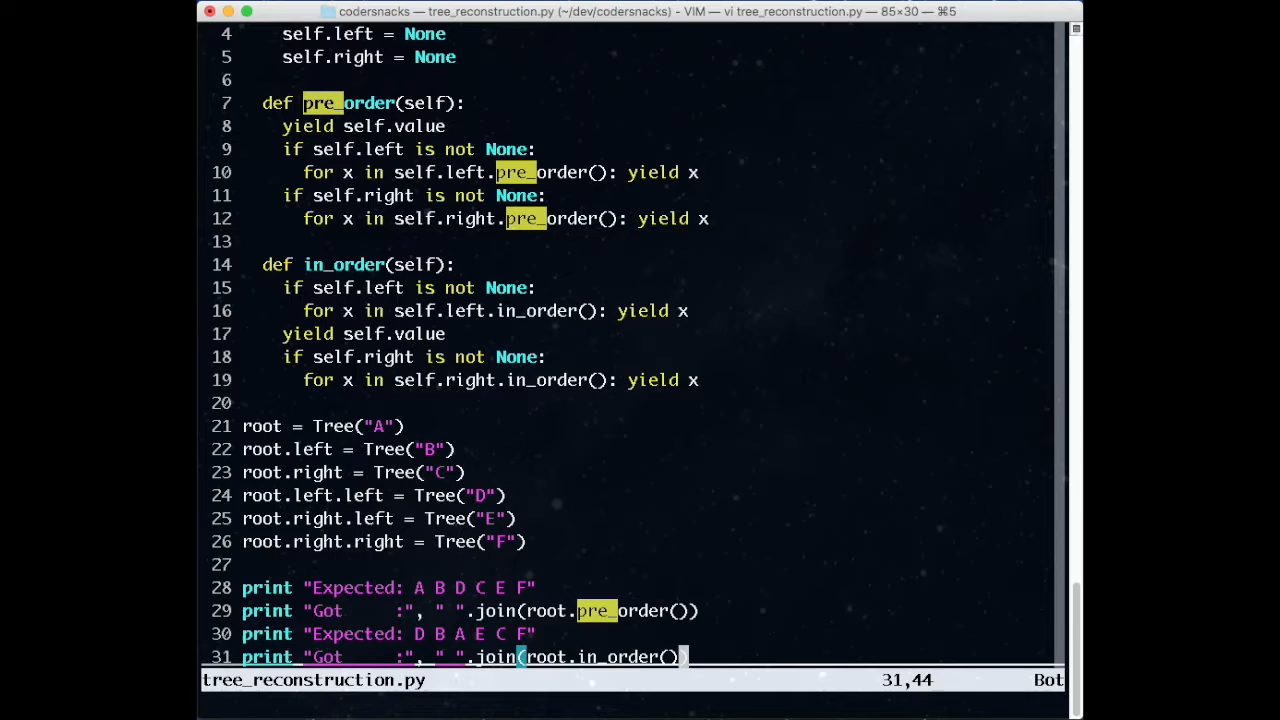 codersnacks — tree_reconstruction.py (~/dev/codersnacks) - VIM — vi tree_reconstruction.py — 85×30 — ⌘5
4     self.left = None
5     self.right = None
6
7   def pre_order(self):
8     yield self.value
9     if self.left is not None:
10       for x in self.left.pre_order(): yield x
11     if self.right is not None:
12       for x in self.right.pre_order(): yield x
13
14   def in_order(self):
15     if self.left is not None:
16       for x in self.left.in_order(): yield x
17     yield self.value
18     if self.right is not None:
19       for x in self.right.in_order(): yield x
20
21 root = Tree("A")
22 root.left = Tree("B")
23 root.right = Tree("C")
24 root.left.left = Tree("D")
25 root.right.left = Tree("E")
26 root.right.right = Tree("F")
27
28 print "Expected: A B D C E F"
29 print "Got     :", " ".join(root.pre_order())
30 print "Expected: D B A E C F"
31 print "Got     :", " ".join(root.in_order())
tree_reconstruction.py 31,44 Bot